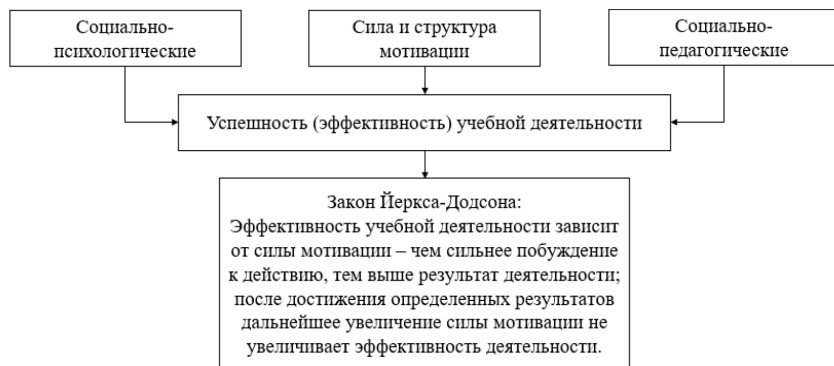 Социально-
психологические
Сила и структура
мотивации
Социально-
педагогические
Успешность (эффективность) учебной деятельности
Закон Йеркса-Додсона:
Эффективность учебной деятельности зависит
от силы мотивации – чем сильнее побуждение
к действию, тем выше результат деятельности;
после достижения определенных результатов
дальнейшее увеличение силы мотивации не
увеличивает эффективность деятельности.